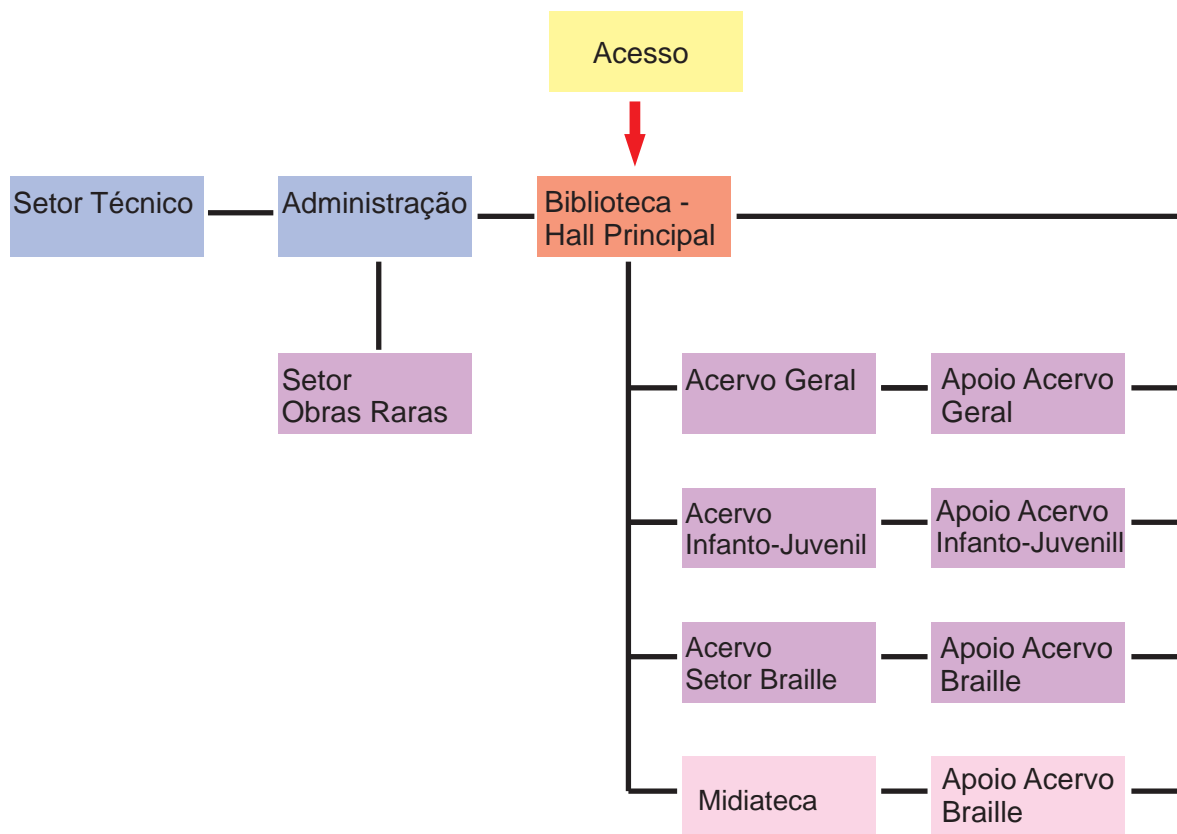 Acesso
Setor Técnico
Administração
Biblioteca -
Hall Principal
Setor
Obras Raras
Acervo Geral
Apoio Acervo
Geral
Acervo
Infanto-Juvenil
Apoio Acervo
Infanto-Juvenill
Acervo
Setor Braille
Apoio Acervo
Braille
Midiateca
Apoio Acervo
Braille